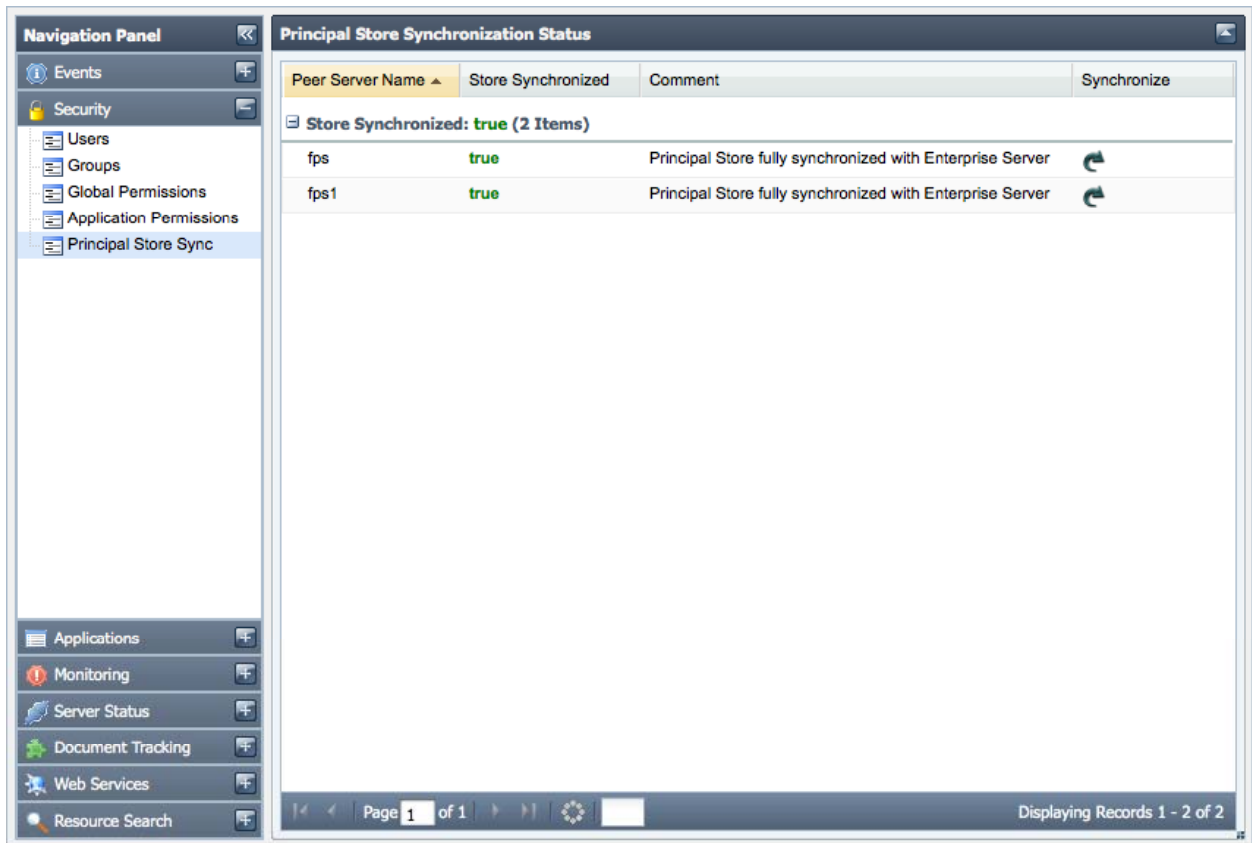 Navigation Panel
Events
Security
Users
Groups
Global Permissions
Application Permissions
Principal Store Sync
Applications
Monitoring
Server Status
Document Tracking
Web Services
Resource Search
Principal Store Synchronization Status
Peer Server Name Store Synchronized Comment Synchronize
Store Synchronized: true (2 Items)
fps true Principal Store fully synchronized with Enterprise Server
fps1 true Principal Store fully synchronized with Enterprise Server
Page 1 of 1 Displaying Records 1 - 2 of 2